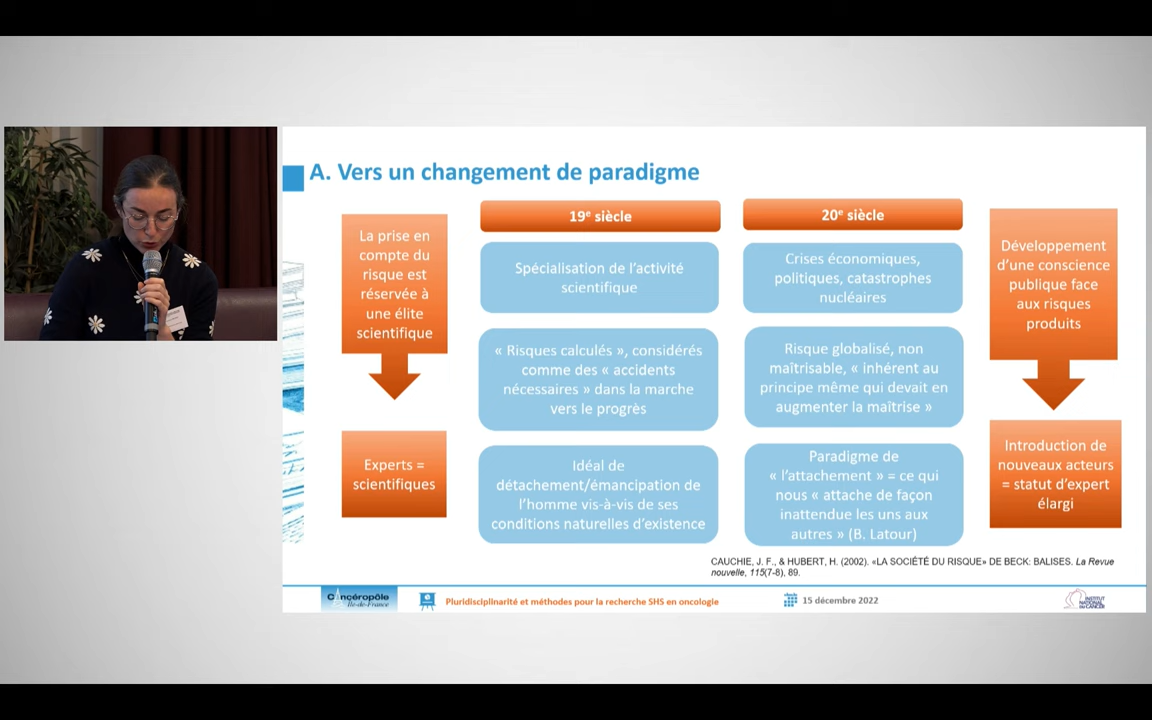 A. Vers un changement de paradigme
La prise en
compte du
risque est
réservée à
une élite
scientifique
Experts =
scientifiques
19e siècle
Spécialisation de l'activité
scientifique
« Risques calculés », considérés
comme des « accidents
nécessaires » dans la marche
vers le progrès
Idéal de
détachement/émancipation de
l'homme vis-à-vis de ses
conditions naturelles d'existence
20e siècle
Crises économiques,
politiques, catastrophes
nucléaires
Risque globalisé, non
maîtrisable, « inhérent au
principe même qui devait en
augmenter la maîtrise »
Paradigme de
« l'attachement » = ce qui
nous « attache de façon
inattendue les uns aux
autres » (B. Latour)
Développement
d'une conscience
publique face
aux risques
produits
Introduction de
nouveaux acteurs
= statut d'expert
élargi
CAUCHIE, J. F., & HUBERT, H. (2002). «LA SOCIÉTÉ DU RISQUE» DE BECK: BALISES. La Revue
nouvelle, 115(7-8), 89.
Cancéropôle
Île-de-France
Pluridisciplinarité et méthodes pour la recherche SHS en oncologie
15 décembre 2022
INSTITUT
NATIONAL
DU CANCER